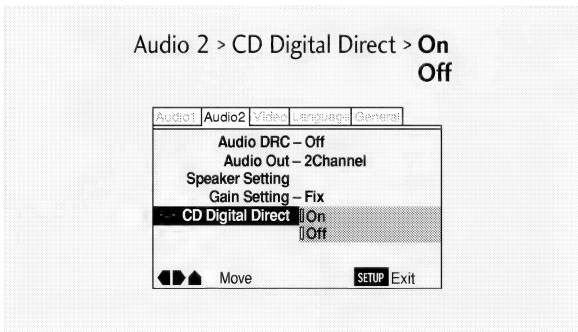 Audio 2 > CD Digital Direct > On
Off
Audio1 Audio2 Video Language General
Audio DRC – Off
Audio Out – 2Channel
Speaker Setting
Gain Setting – Fix
CD Digital Direct On
Off
Move SETUP Exit